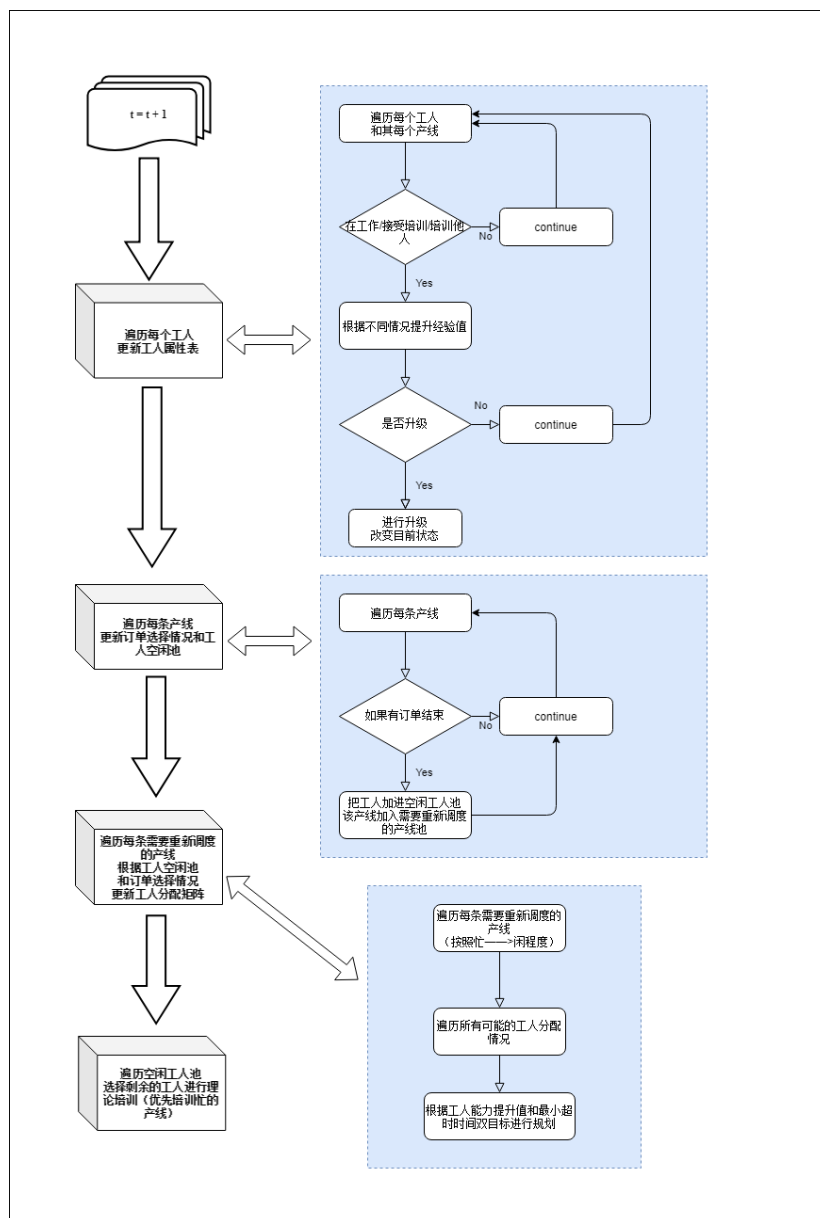 t = t + 1
遍历每个工人
更新工人属性表
遍历每条产线
更新订单选择情况和工
人空闲池
遍历每条需要重新调度
的产线
根据工人空闲池
和订单选择情况
更新工人分配矩阵
遍历空闲工人池
选择剩余的工人进行理
论培训（优先培训忙的
产线）
遍历每个工人
和其每个产线
在工作/接受培训/培训他
人
No
continue
Yes
根据不同情况提升经验值
是否升级
No
continue
Yes
进行升级
改变目前状态
遍历每条产线
如果有订单结束
No
continue
Yes
把工人加进空闲工人池
该产线加入需要重新调度
的产线池
遍历每条需要重新调度的
产线
（按照忙——>闲程度）
遍历所有可能的工人分配
情况
根据工人能力提升值和最小超
时时间双目标进行规划